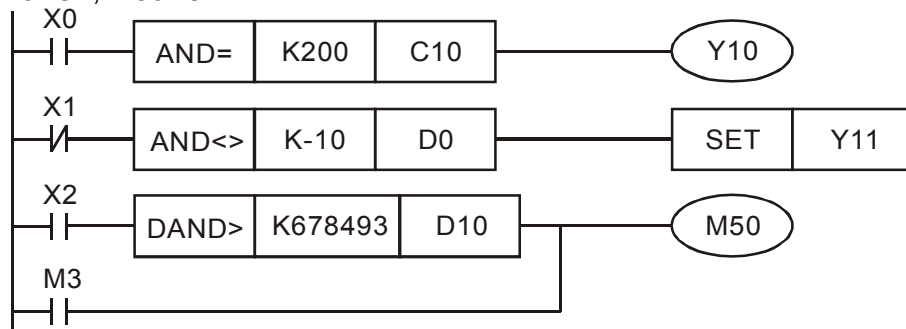 X0
AND= K200 C10 Y10
X1
AND<> K-10 D0 SET Y11
X2
DAND> K678493 D10 M50
M3